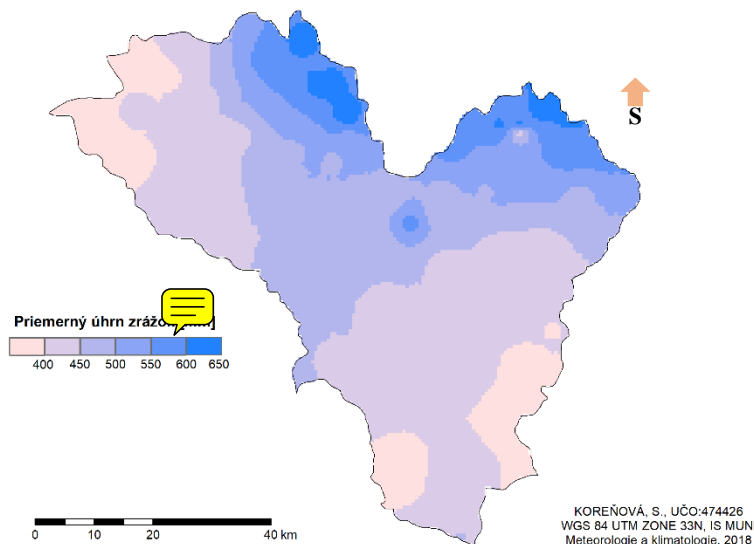 S
Priemerný úhrn
400 450 500 550 600 650
0 10 20 40 km
KOREŇOVÁ, S., UČO:474426
WGS 84 UTM ZONE 33N, IS MUNI
Meteorologie a klimatologie, 2018